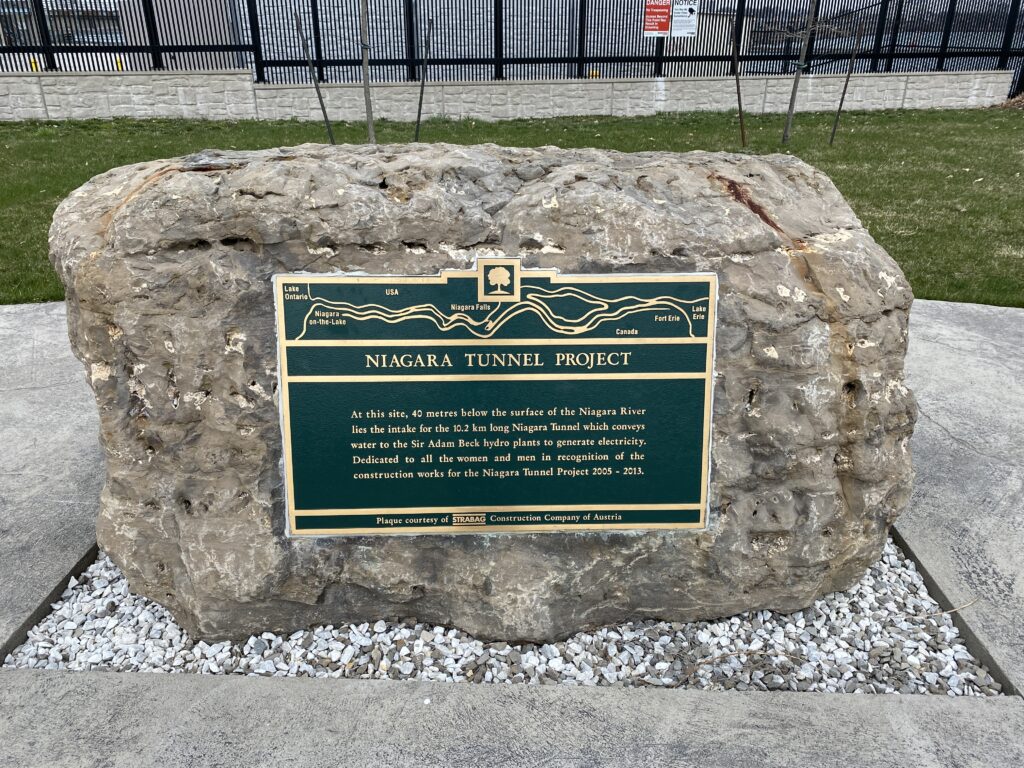 DANGER
NOTICE
No Trespassing
Lake
Ontario
USA
Niagara Falls
Lake
Erie
Niagara
on-the-Lake
Fort Erie
Canada
NIAGARA TUNNEL PROJECT
At this site, 40 metres below the surface of the Niagara River
lies the intake for the 10.2 km long Niagara Tunnel which conveys
water to the Sir Adam Beck hydro plants to generate electricity.
Dedicated to all the women and men in recognition of the
construction works for the Niagara Tunnel Project 2005 - 2013.
Plaque courtesy of STRABAG Construction Company of Austria